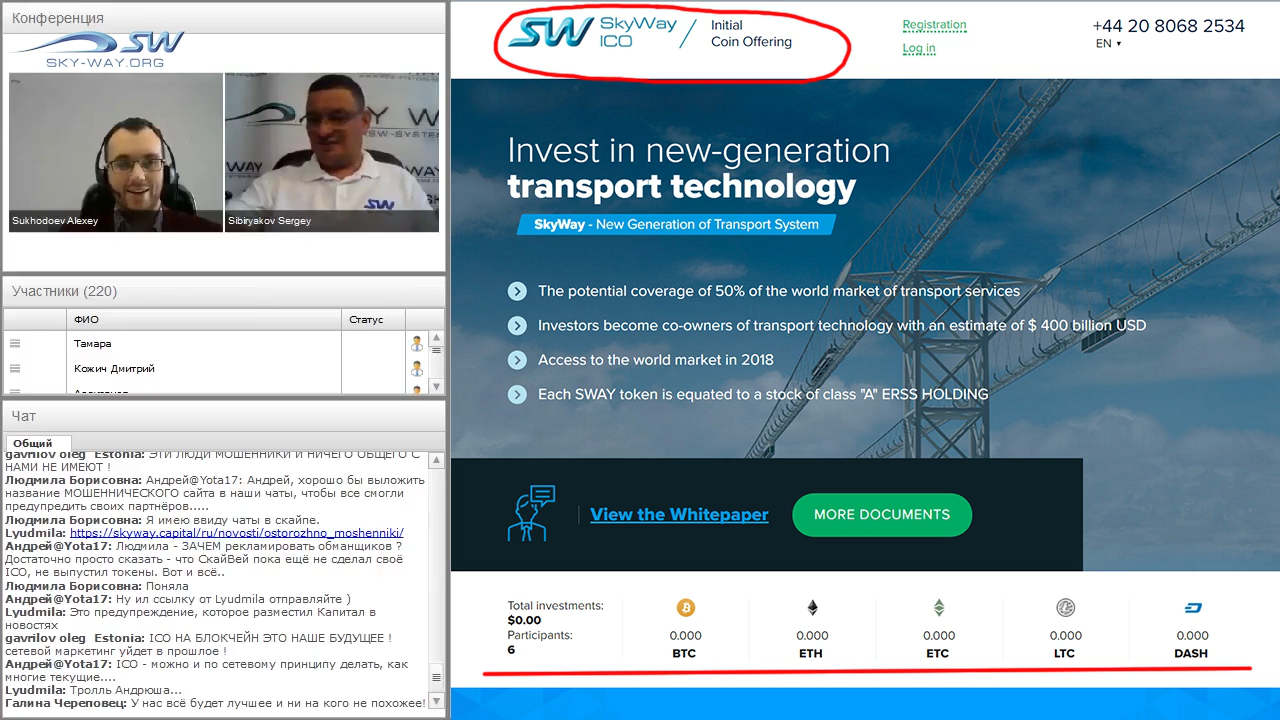 Конференция
SW
SKY-WAY.ORG
Sukhodoev Alexey
Sibiryakov Sergey
Участники (220)
ФИО
Статус
Тамара
Кожич Дмитрий
Чат
Общий
gavrilov oleg Estonia: ЭТИ ЛЮДИ МОШЕННИКИ И НИЧЕГО ОБЩЕГО С
НАМИ НЕ ИМЕЮТ !
Людмила Борисовна: Андрей@Yota17: Андрей, хорошо бы выложить
название МОШЕННИЧЕСКОГО сайта в наши чаты, чтобы все смогли
предупредить своих партнёров.....
Людмила Борисовна: Я имею ввиду чаты в скайпе.
Lyudmila: https://skyway.capital/ru/novosti/ostorozhno_moshenniki/
Андрей@Yota17: Людмила - ЗАЧЕМ рекламировать обманщиков ?
Достаточно просто сказать - что СкайВей пока ещё не сделал своё
ICO, не выпустил токены. Вот и всё..
Людмила Борисовна: Поняла
Андрей@Yota17: Ну ил ссылку от Lyudmila отправляйте )
Lyudmila: Это предупреждение, которое разместил Капитал в
новостях
gavrilov oleg Estonia: ICO НА БЛОКЧЕЙН ЭТО НАШЕ БУДУЩЕЕ !
сетевой маркетинг уйдет в прошлое !
Андрей@Yota17: ICO - можно и по сетевому принципу делать, как
многие текущие....
Lyudmila: Тролль Андрюша...
Галина Череповец: У нас всё будет лучшее и ни на кого не похожее!
SW SkyWay
ICO
Initial
Coin Offering
Registration
Log in
+44 20 8068 2534
EN
Invest in new-generation
transport technology
SkyWay - New Generation of Transport System
The potential coverage of 50% of the world market of transport services
Investors become co-owners of transport technology with an estimate of $ 400 billion USD
Access to the world market in 2018
Each SWAY token is equated to a stock of class "A" ERSS HOLDING
View the Whitepaper
MORE DOCUMENTS
Total investments:
$0.00
Participants:
6
0.000
BTC
0.000
ETH
0.000
ETC
0.000
LTC
0.000
DASH